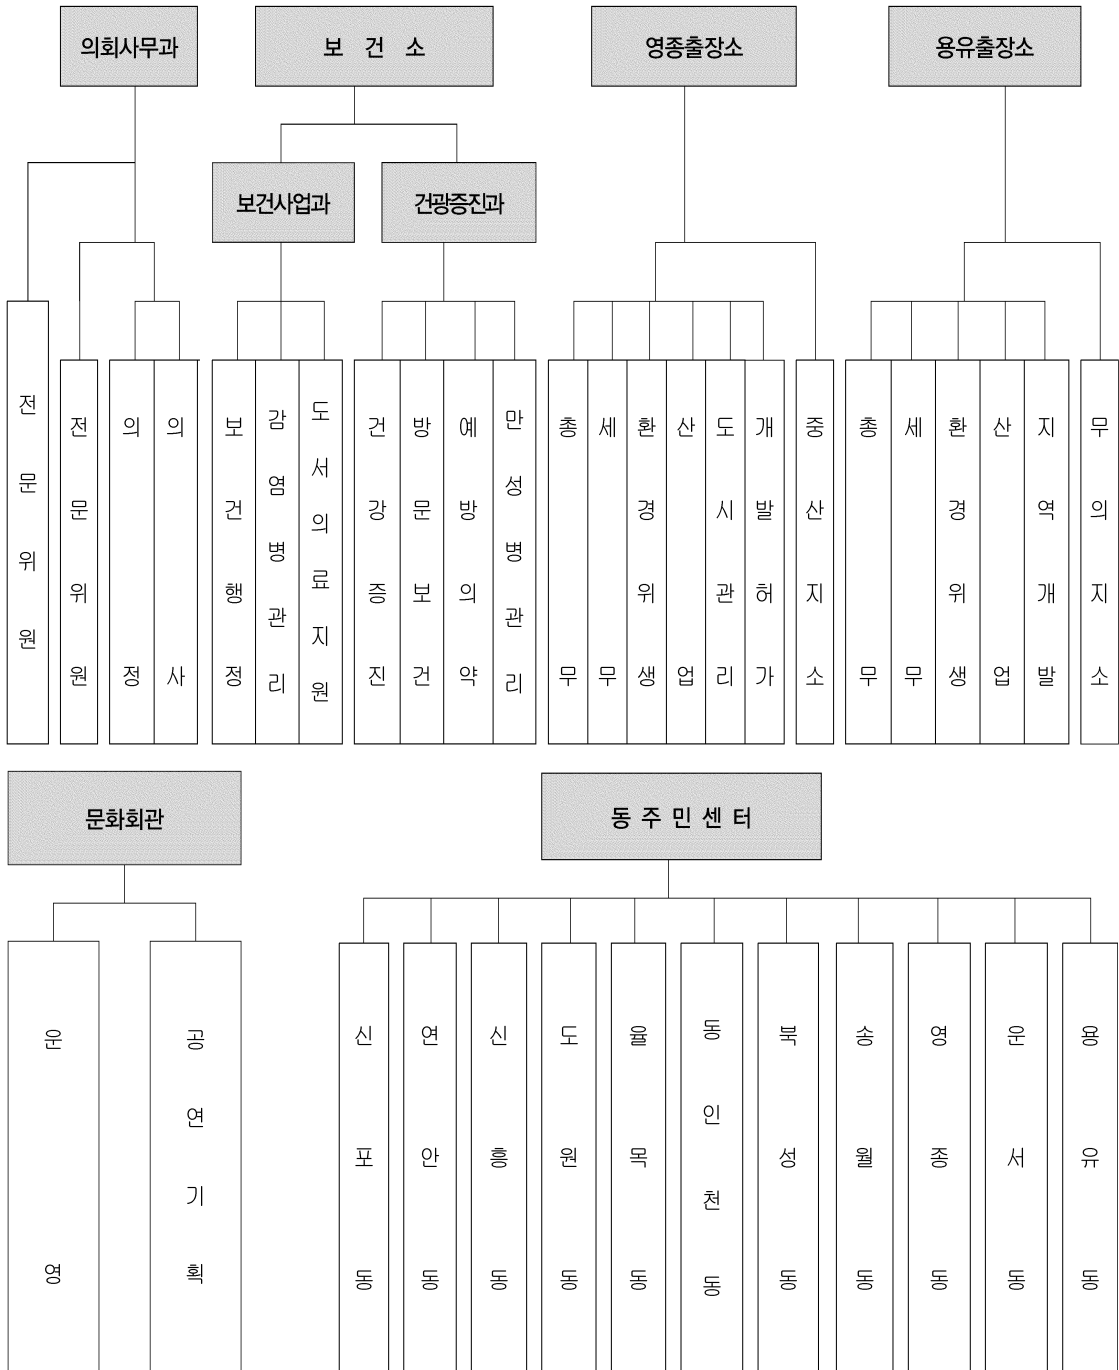 의회사무과
보 건 소
영종출장소
용유출장소
보건사업과
건광증진과
전문위원
전문위원
의정
의사
보건행정
감염병관리
도서의료지원
건강증진
방문보건
예방의약
만성병관리
총무
세무
환경위생
산업
도시관리
개발허가
중산지소
총무
세무
환경위생
산업
지역개발
무의지소
문화회관
동 주 민 센 터
운영
공연기획
신포동
연안동
신흥동
도원동
율목동
동인천동
북성동
송월동
영종동
운서동
용유동